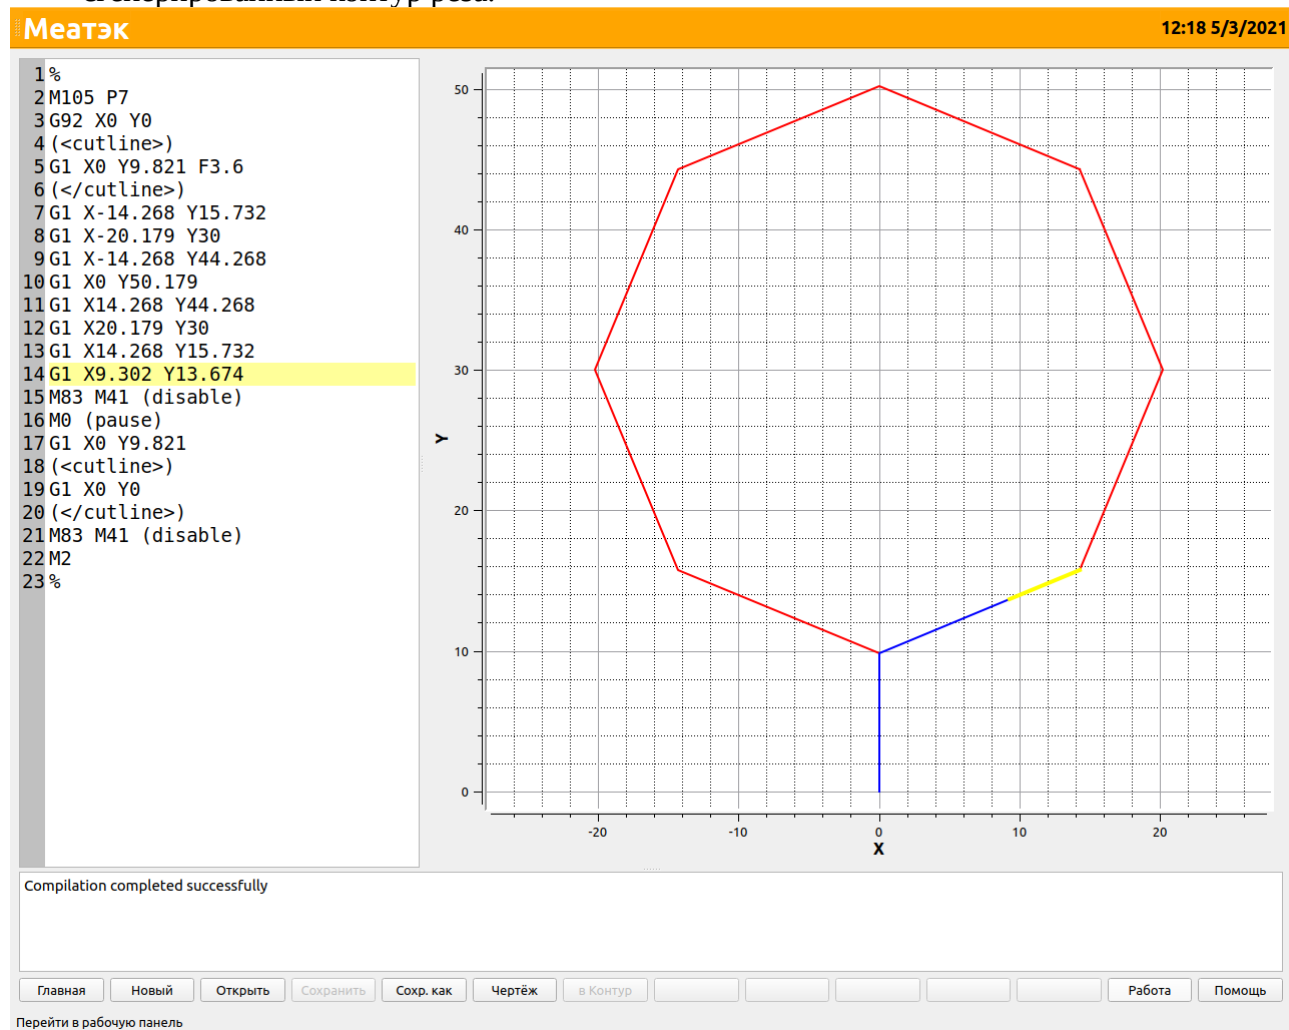 сгенерированный контур реза.
Меатэк
12:18 5/3/2021
1 %
2 M105 P7
3 G92 X0 Y0
4 (<cutline>)
5 G1 X0 Y9.821 F3.6
6 (</cutline>)
7 G1 X-14.268 Y15.732
8 G1 X-20.179 Y30
9 G1 X-14.268 Y44.268
10 G1 X0 Y50.179
11 G1 X14.268 Y44.268
12 G1 X20.179 Y30
13 G1 X14.268 Y15.732
14 G1 X9.302 Y13.674
15 M83 M41 (disable)
16 M0 (pause)
17 G1 X0 Y9.821
18 (<cutline>)
19 G1 X0 Y0
20 (</cutline>)
21 M83 M41 (disable)
22 M2
23 %
50
40
30
Y
20
10
0
-20 -10 0 10 20
X
Compilation completed successfully
Главная Новый Открыть Сохранить Сохр. как Чертёж в Контур Работа Помощь
Перейти в рабочую панель